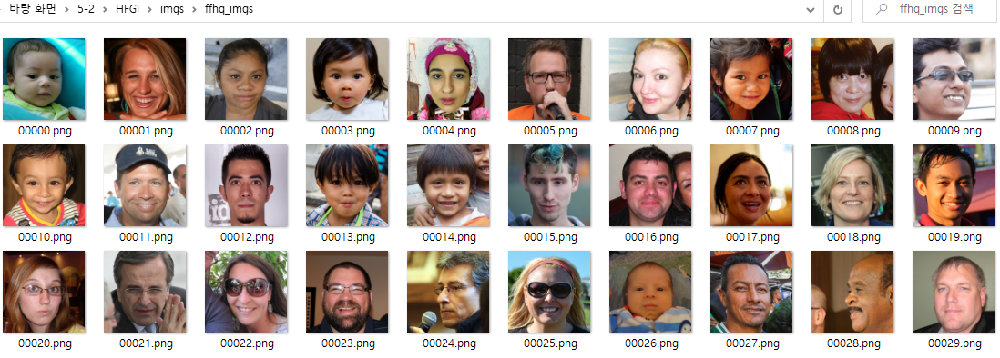 바탕 화면 > 5-2 > HFGI > imgs > ffhq_imgs
ffhq_imgs 검색
00000.png 00001.png 00002.png 00003.png 00004.png 00005.png 00006.png 00007.png 00008.png 00009.png
00010.png 00011.png 00012.png 00013.png 00014.png 00015.png 00016.png 00017.png 00018.png 00019.png
00020.png 00021.png 00022.png 00023.png 00024.png 00025.png 00026.png 00027.png 00028.png 00029.png